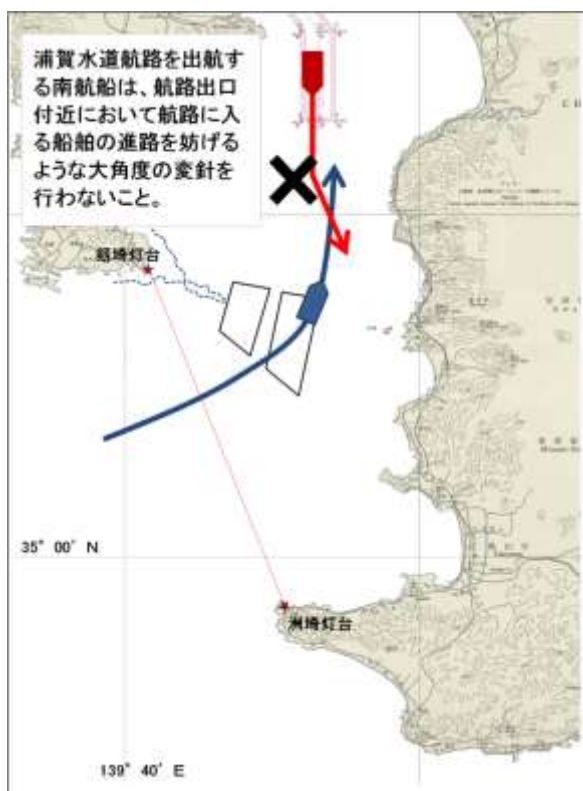 浦賀水道航路を出航す
る南航船は、航路出口
付近において航路に入
る船舶の進路を妨げる
ような大角度の変針を
行わないこと。
剱埼灯台
35° 00′ N
洲埼灯台
139° 40′ E